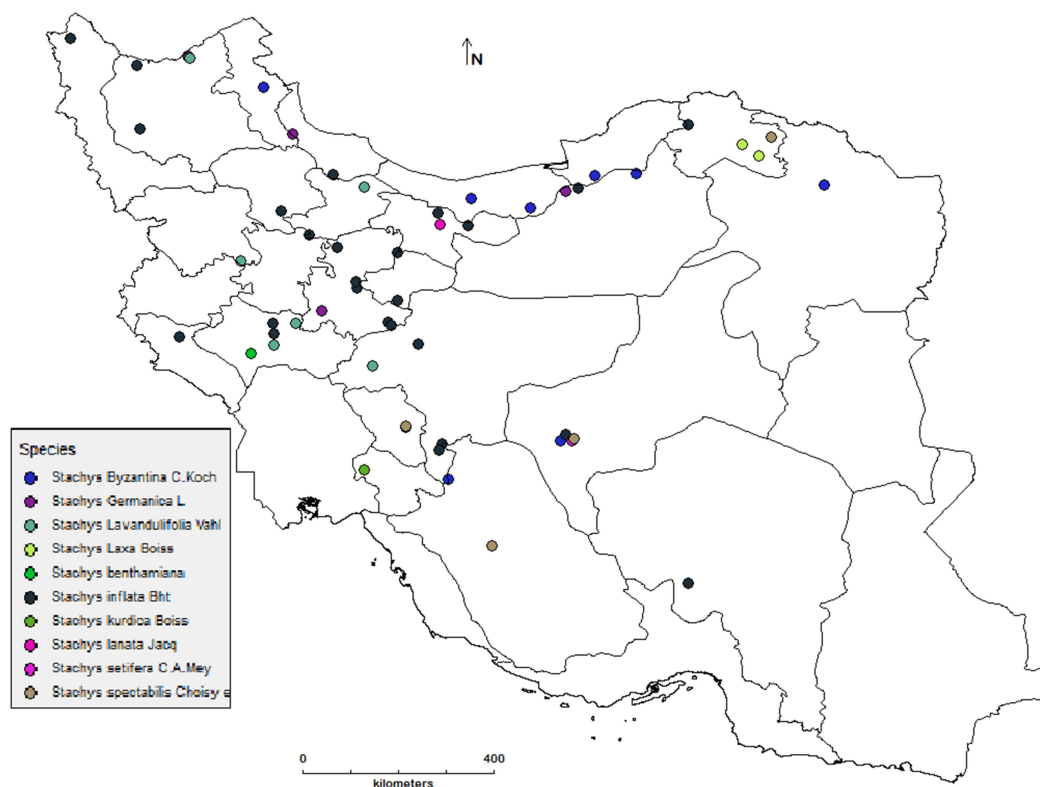 N
Species
Stachys Byzantina C.Koch
Stachys Germanica L
Stachys Lavandulifolia Vahl
Stachys Laxa Boiss
Stachys benthamiana
Stachys inflata Bht
Stachys kurdica Boiss
Stachys lanata Jacq
Stachys setifera C.A.Mey
Stachys spectabilis Choisy e
0 400
kilometers